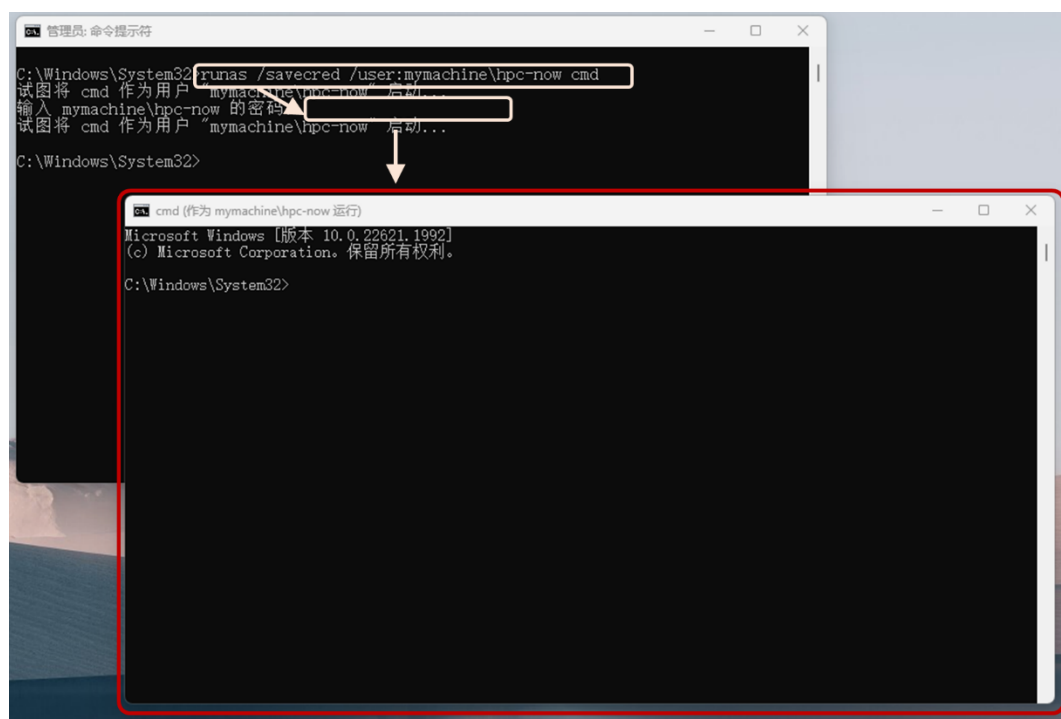 管理员: 命令提示符
C:\Windows\System32>runas /savecred /user:mymachine\hpc-now cmd
试图将 cmd 作为用户 "mymachine\hpc-now" 启动...
输入 mymachine\hpc-now 的密码
试图将 cmd 作为用户 "mymachine\hpc-now" 启动...
C:\Windows\System32>
cmd (作为 mymachine\hpc-now 运行)
Microsoft Windows [版本 10.0.22621.1992]
(c) Microsoft Corporation。保留所有权利。
C:\Windows\System32>